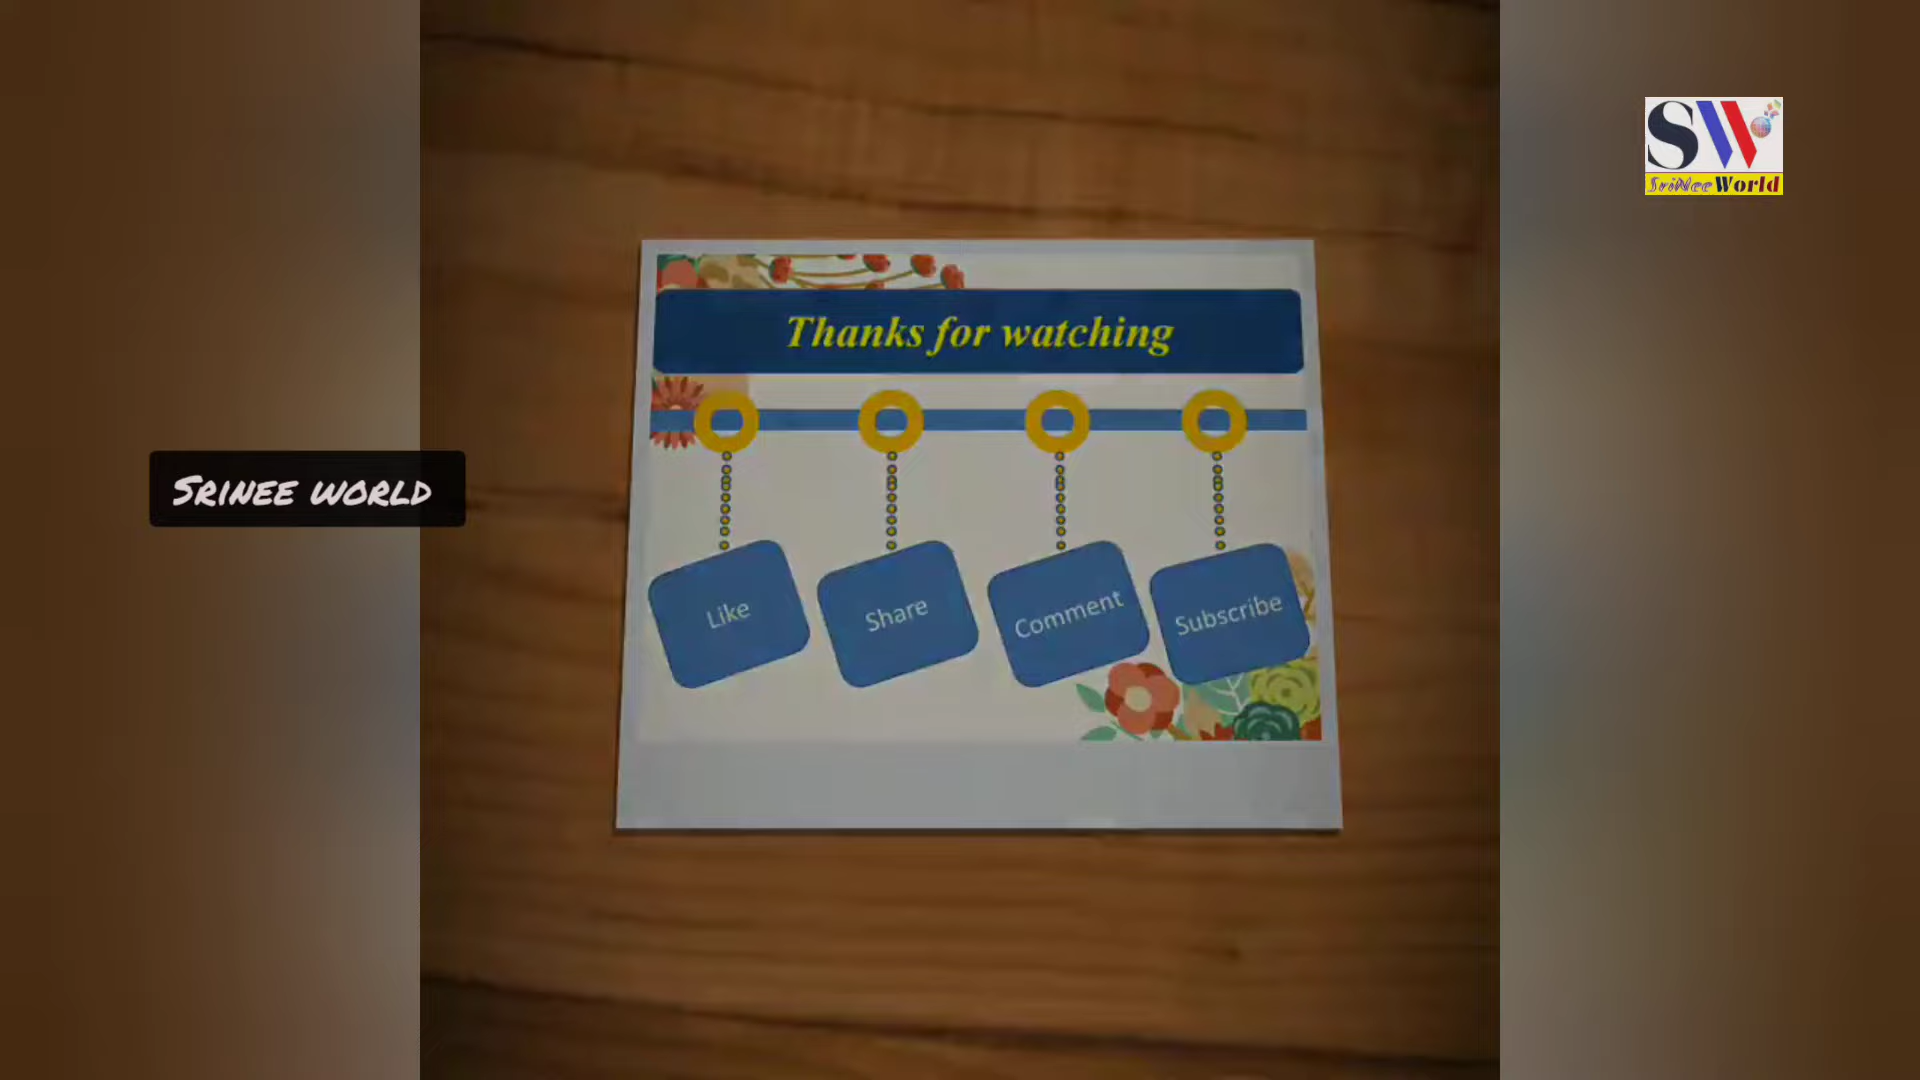 SW
SriNee World
Thanks for watching
SRINEE WORLD
Like
Share
Comment
Subscribe